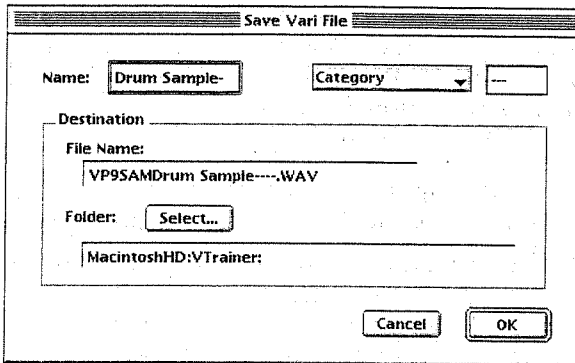 Save Vari File
Name: Drum Sample- Category ---
Destination
File Name:
VP9SAMDrum Sample----.WAV
Folder: Select...
MacintoshHD:VTrainer:
Cancel OK